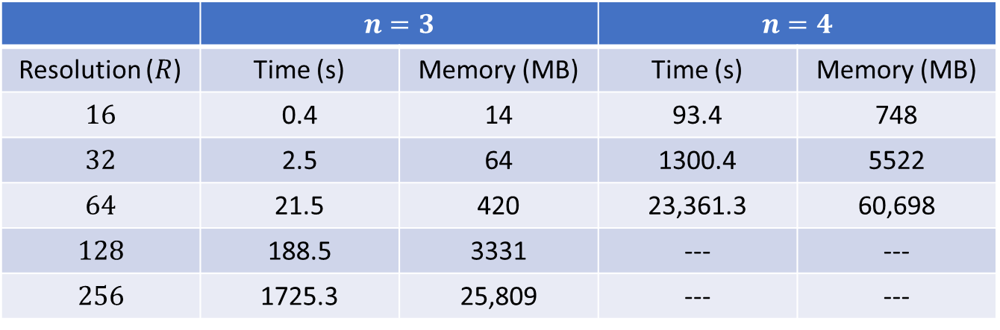 n = 3 n = 4
Resolution (R) Time (s) Memory (MB) Time (s) Memory (MB)
16 0.4 14 93.4 748
32 2.5 64 1300.4 5522
64 21.5 420 23,361.3 60,698
128 188.5 3331 --- ---
256 1725.3 25,809 --- ---